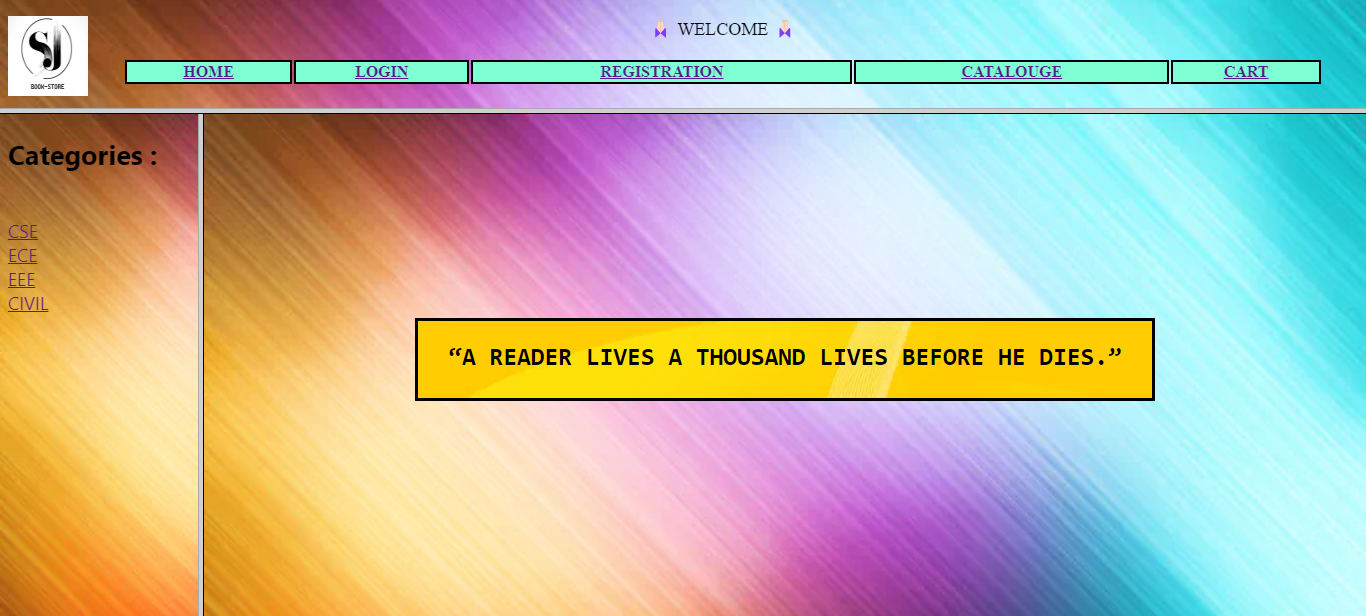 SJ
BOOK-STORE
🙏 WELCOME 🙏
HOME LOGIN REGISTRATION CATALOUGE CART
Categories :
CSE
ECE
EEE
CIVIL
“A READER LIVES A THOUSAND LIVES BEFORE HE DIES.”